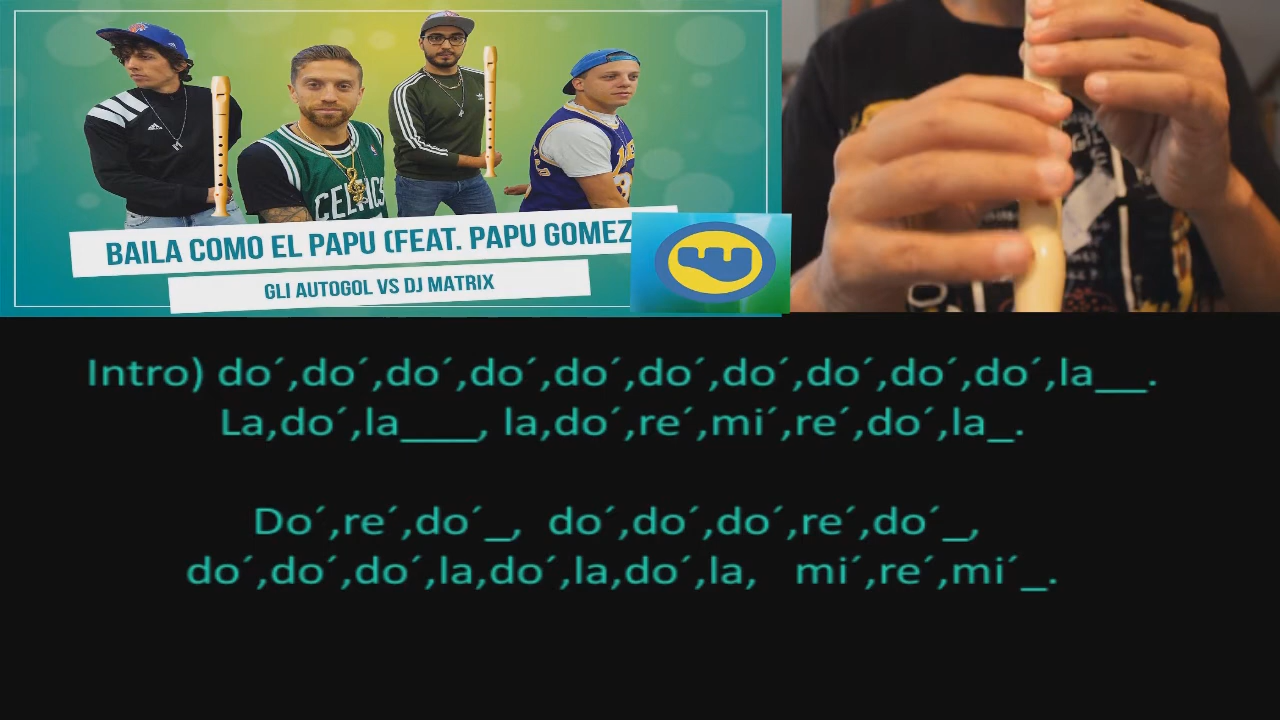 CELTICS
BAILA COMO EL PAPU (FEAT. PAPU GOMEZ
GLI AUTOGOL VS DJ MATRIX
Intro) do´,do´,do´,do´,do´,do´,do´,do´,do´,do´,la__.
La,do´,la___, la,do´,re´,mi´,re´,do´,la_.
Do´,re´,do´_, do´,do´,do´,re´,do´_,
do´,do´,do´,la,do´,la,do´,la, mi´,re´,mi´_.